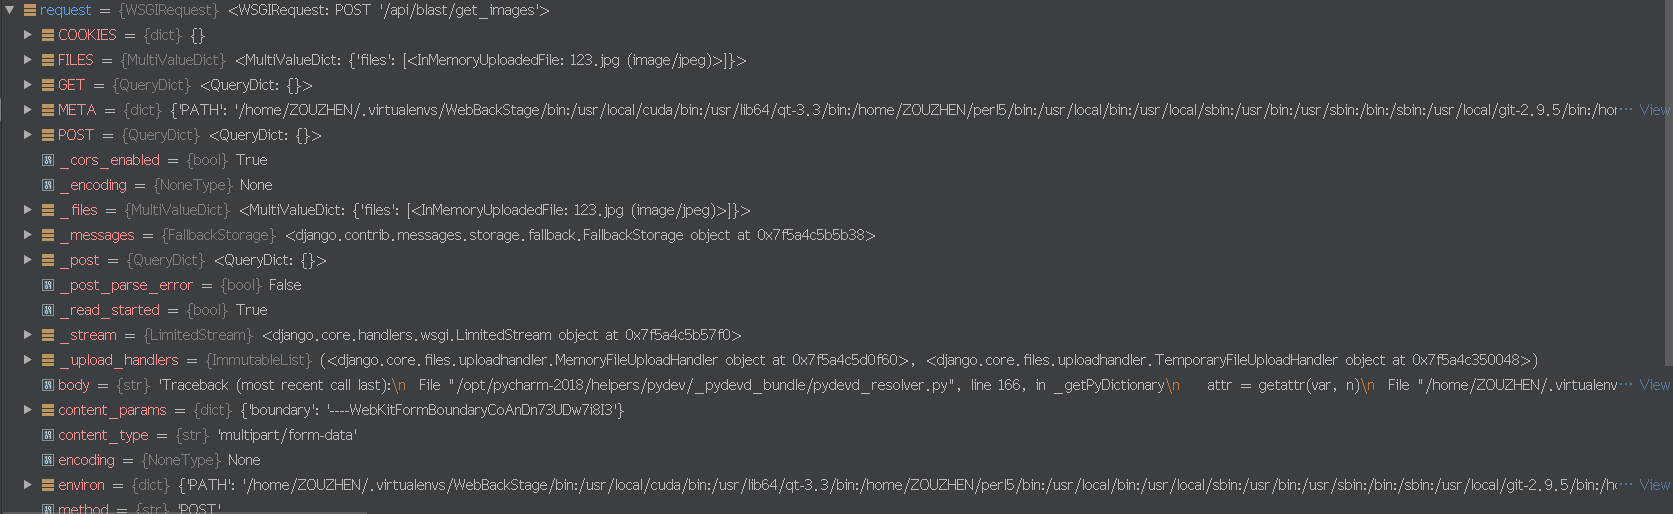 request = {WSGIRequest} <WSGIRequest: POST '/api/blast/get_images'>
COOKIES = {dict} {}
FILES = {MultiValueDict} <MultiValueDict: {'files': [<InMemoryUploadedFile: 123.jpg (image/jpeg)>]}>
GET = {QueryDict} <QueryDict: {}>
META = {dict} {'PATH': '/home/ZOUZHEN/.virtualenvs/WebBackStage/bin:/usr/local/cuda/bin:/usr/lib64/qt-3.3/bin:/home/ZOUZHEN/perl5/bin:/usr/local/bin:/usr/local/sbin:/usr/bin:/usr/sbin:/bin:/sbin:/usr/local/git-2.9.5/bin:/hor... View
POST = {QueryDict} <QueryDict: {}>
_cors_enabled = {bool} True
_encoding = {NoneType} None
_files = {MultiValueDict} <MultiValueDict: {'files': [<InMemoryUploadedFile: 123.jpg (image/jpeg)>]}>
_messages = {FallbackStorage} <django.contrib.messages.storage.fallback.FallbackStorage object at 0x7f5a4c5b5b38>
_post = {QueryDict} <QueryDict: {}>
_post_parse_error = {bool} False
_read_started = {bool} True
_stream = {LimitedStream} <django.core.handlers.wsgi.LimitedStream object at 0x7f5a4c5b57f0>
_upload_handlers = {ImmutableList} (<django.core.files.uploadhandler.MemoryFileUploadHandler object at 0x7f5a4c5d0f60>, <django.core.files.uploadhandler.TemporaryFileUploadHandler object at 0x7f5a4c350048>)
body = {str} 'Traceback (most recent call last):\n  File "/opt/pycharm-2018/helpers/pydev/_pydevd_bundle/pydevd_resolver.py", line 166, in _getPyDictionary\n    attr = getattr(var, n)\n  File "/home/ZOUZHEN/.virtualenv... View
content_params = {dict} {'boundary': '----WebKitFormBoundaryCoAnDn73UDw7i8I3'}
content_type = {str} 'multipart/form-data'
encoding = {NoneType} None
environ = {dict} {'PATH': '/home/ZOUZHEN/.virtualenvs/WebBackStage/bin:/usr/local/cuda/bin:/usr/lib64/qt-3.3/bin:/home/ZOUZHEN/perl5/bin:/usr/local/bin:/usr/local/sbin:/usr/bin:/usr/sbin:/bin:/sbin:/usr/local/git-2.9.5/bin:/h... View
method = {str} 'POST'